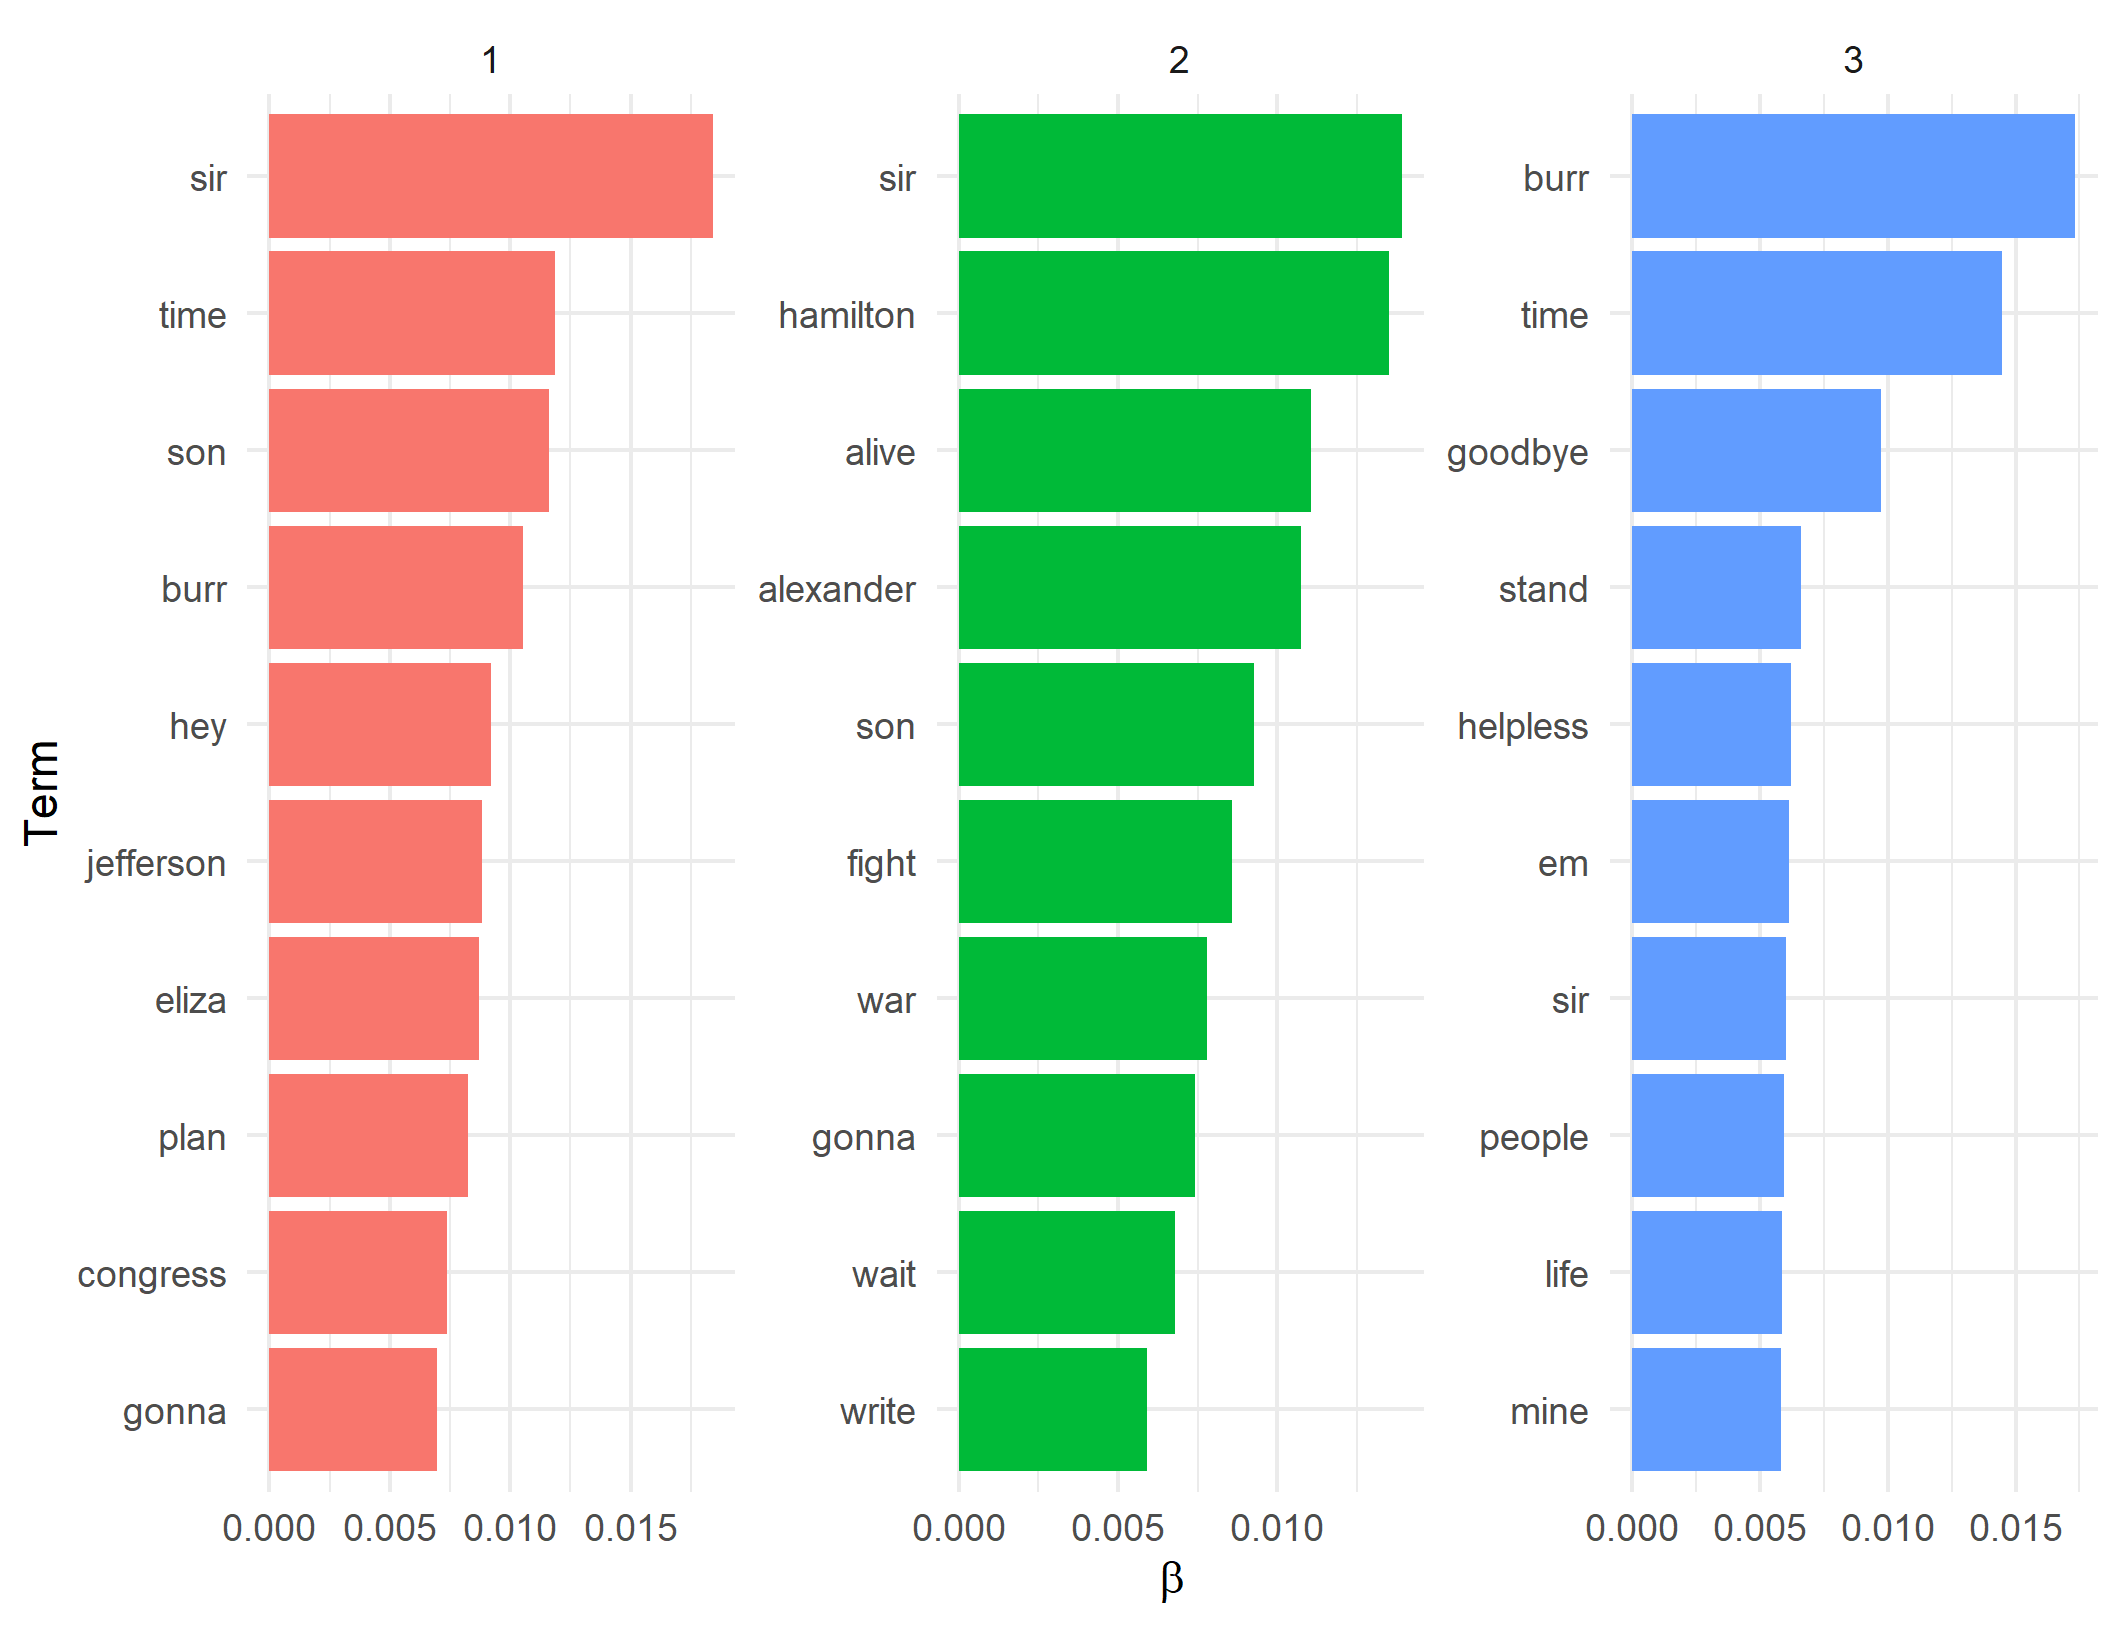 1
2
3
Term
sir
time
son
burr
hey
jefferson
eliza
plan
congress
gonna
0.000 0.005 0.010 0.015
sir
hamilton
alive
alexander
son
fight
war
gonna
wait
write
0.000 0.005 0.010
burr
time
goodbye
stand
helpless
em
sir
people
life
mine
0.000 0.005 0.010 0.015
β